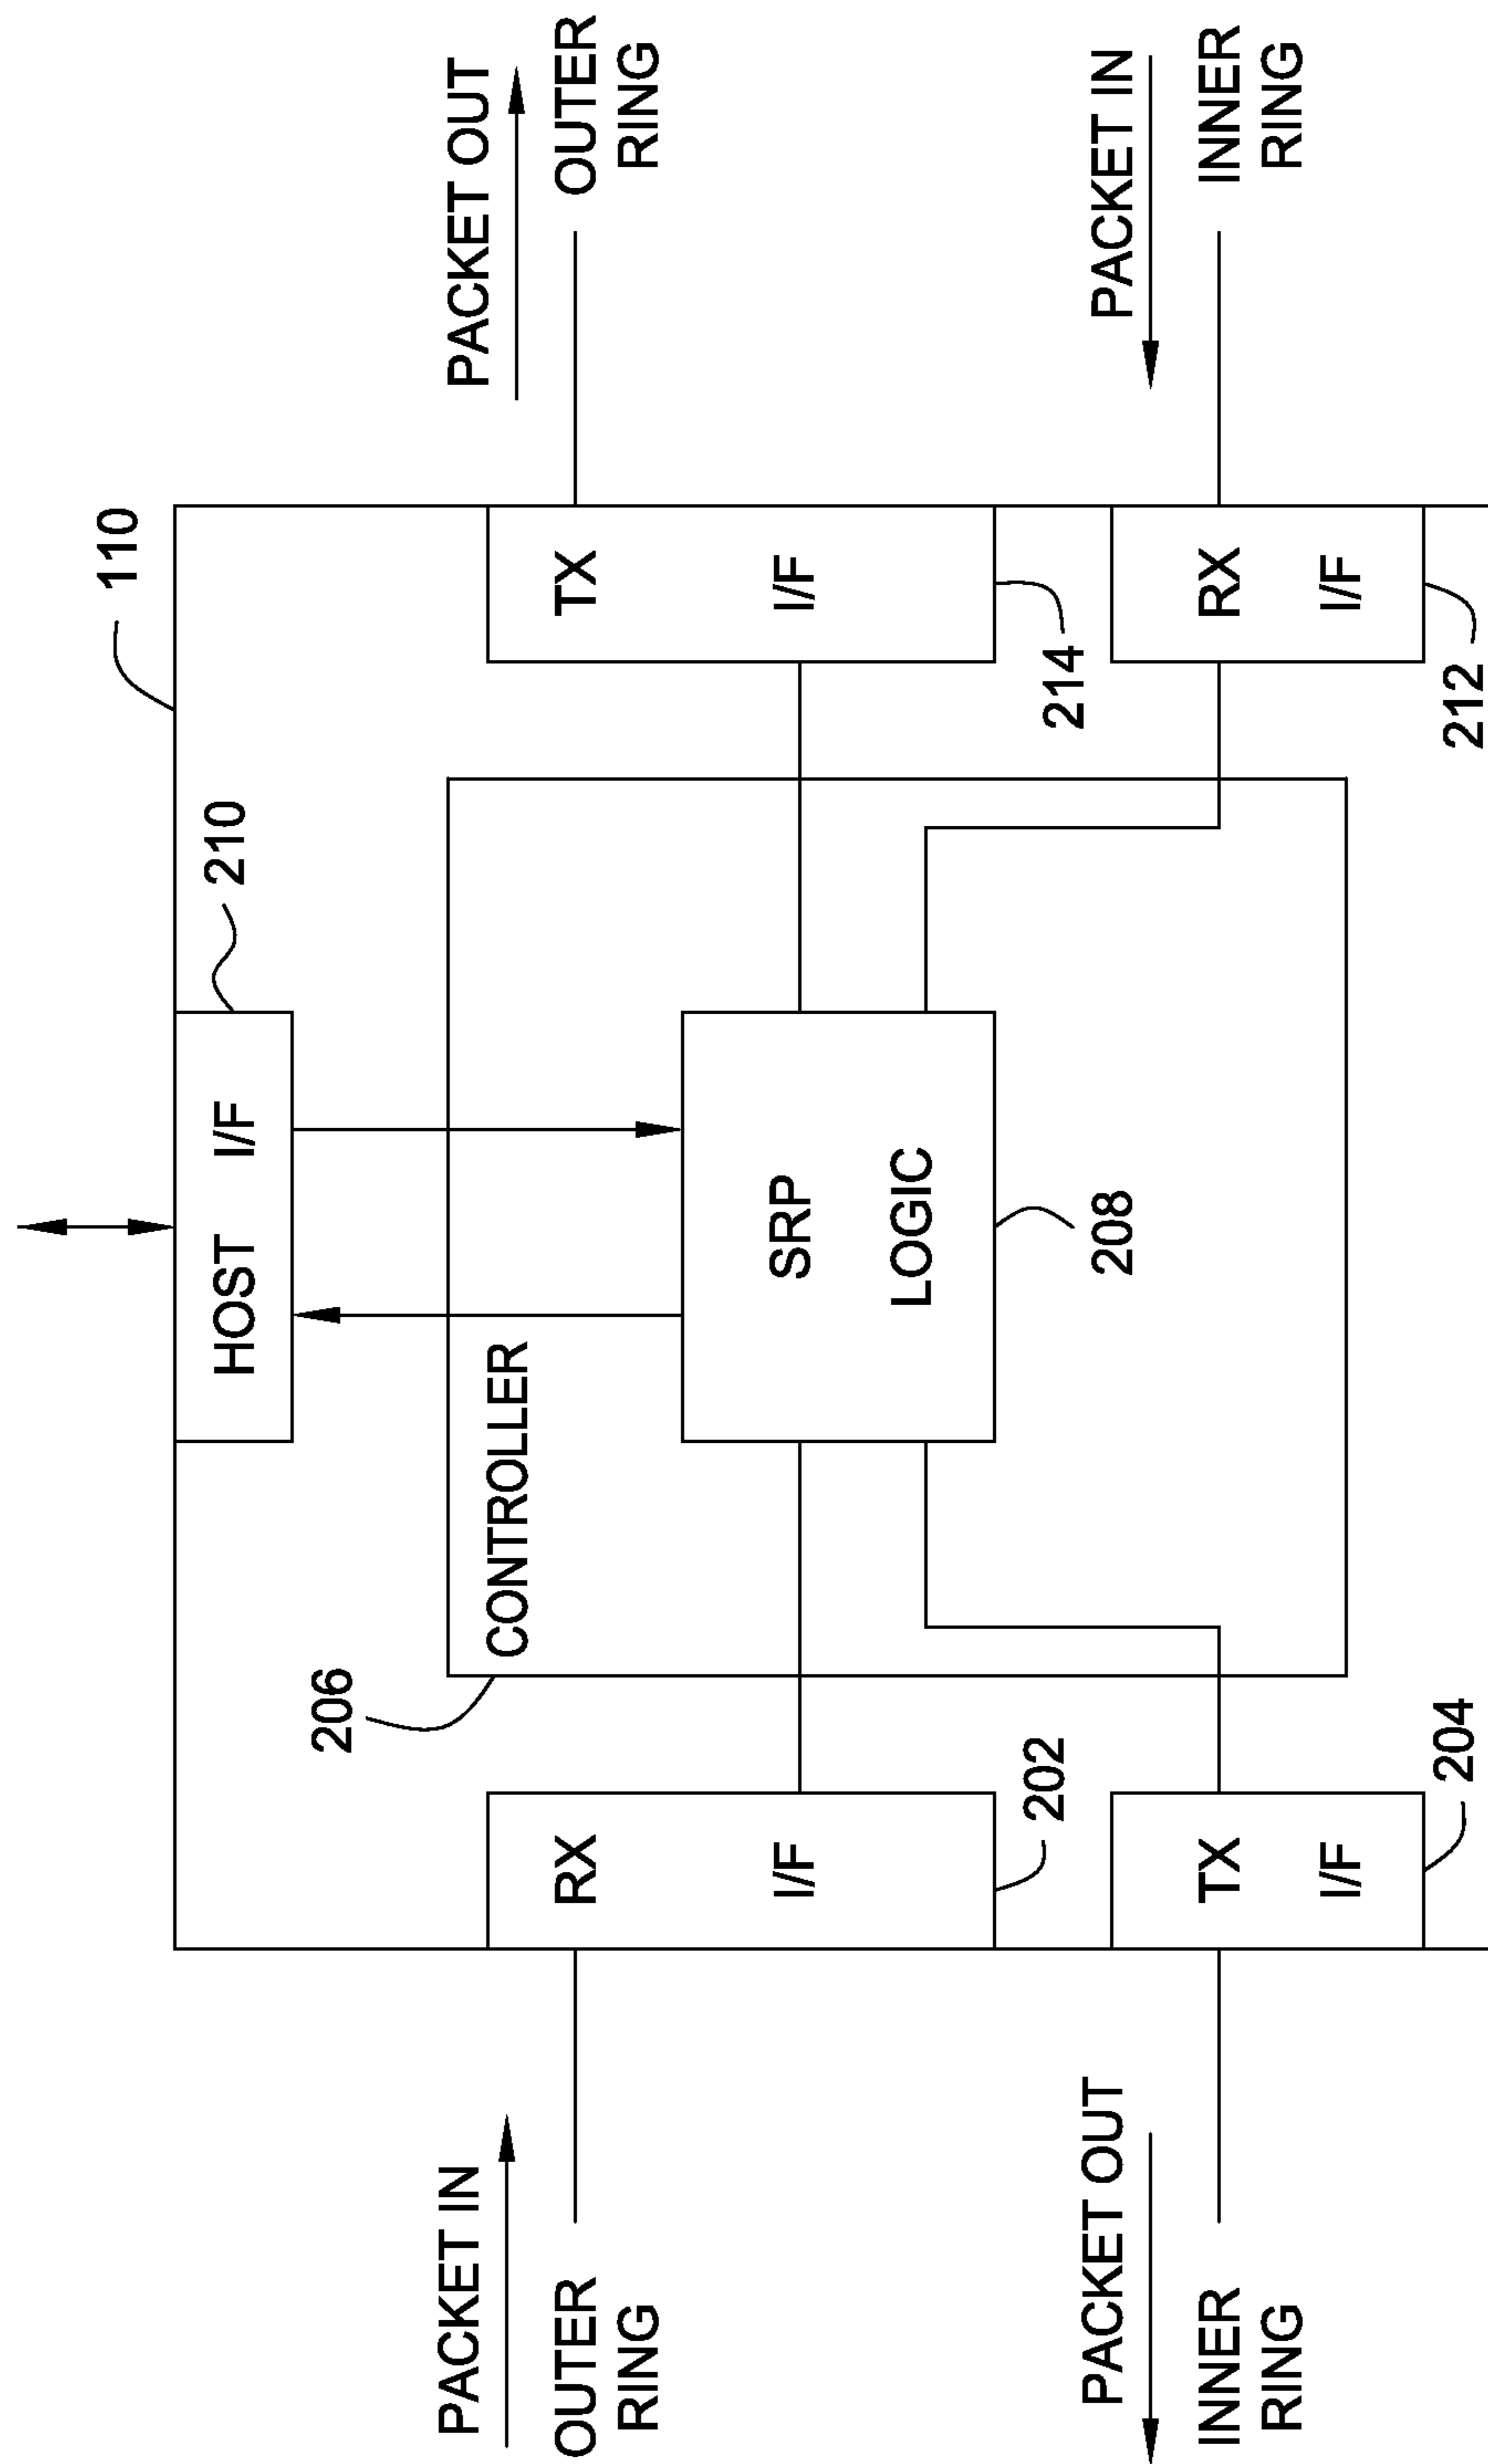 110
HOST I/F
210
206
CONTROLLER
PACKET IN
OUTER
RING
RX
I/F
202
SRP
LOGIC
208
TX
I/F
214
PACKET OUT
OUTER
RING
PACKET OUT
INNER
RING
TX
I/F
204
RX
I/F
212
PACKET IN
INNER
RING